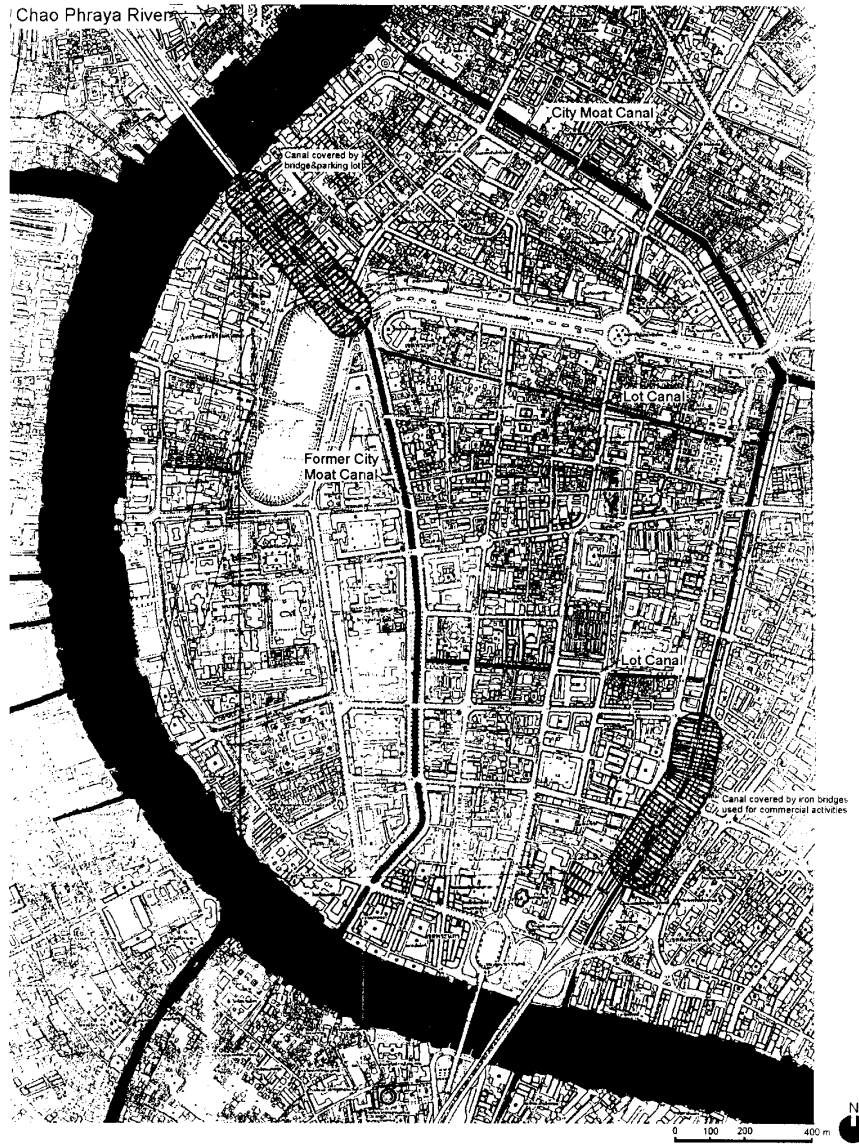 Chao Phraya River
City Moat Canal
Canal covered by
bridge&parking lot
Lot Canal
Former City
Moat Canal
Lot Canal
Canal covered by iron bridges
used for commercial activities
N
0 100 200 400 m